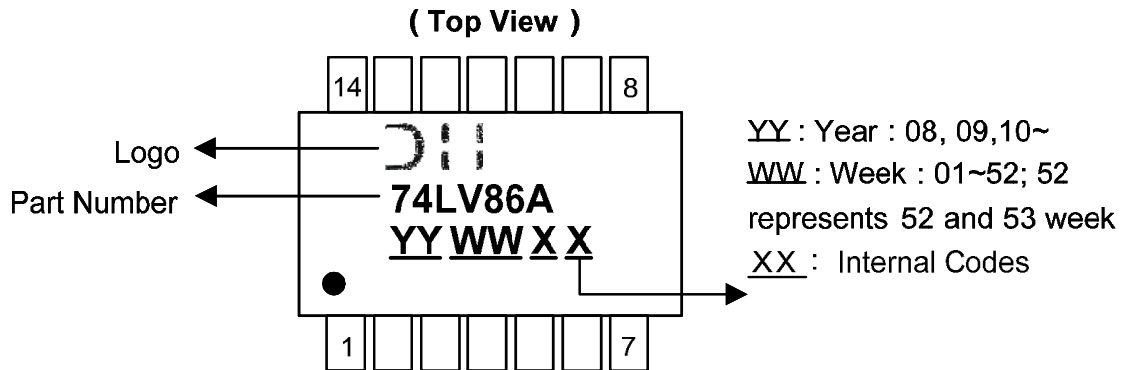 ( Top View )
14 8
Logo
Part Number
74LV86A
YY WW X X
1 7
YY : Year : 08, 09,10~
WW : Week : 01~52; 52
represents 52 and 53 week
XX : Internal Codes